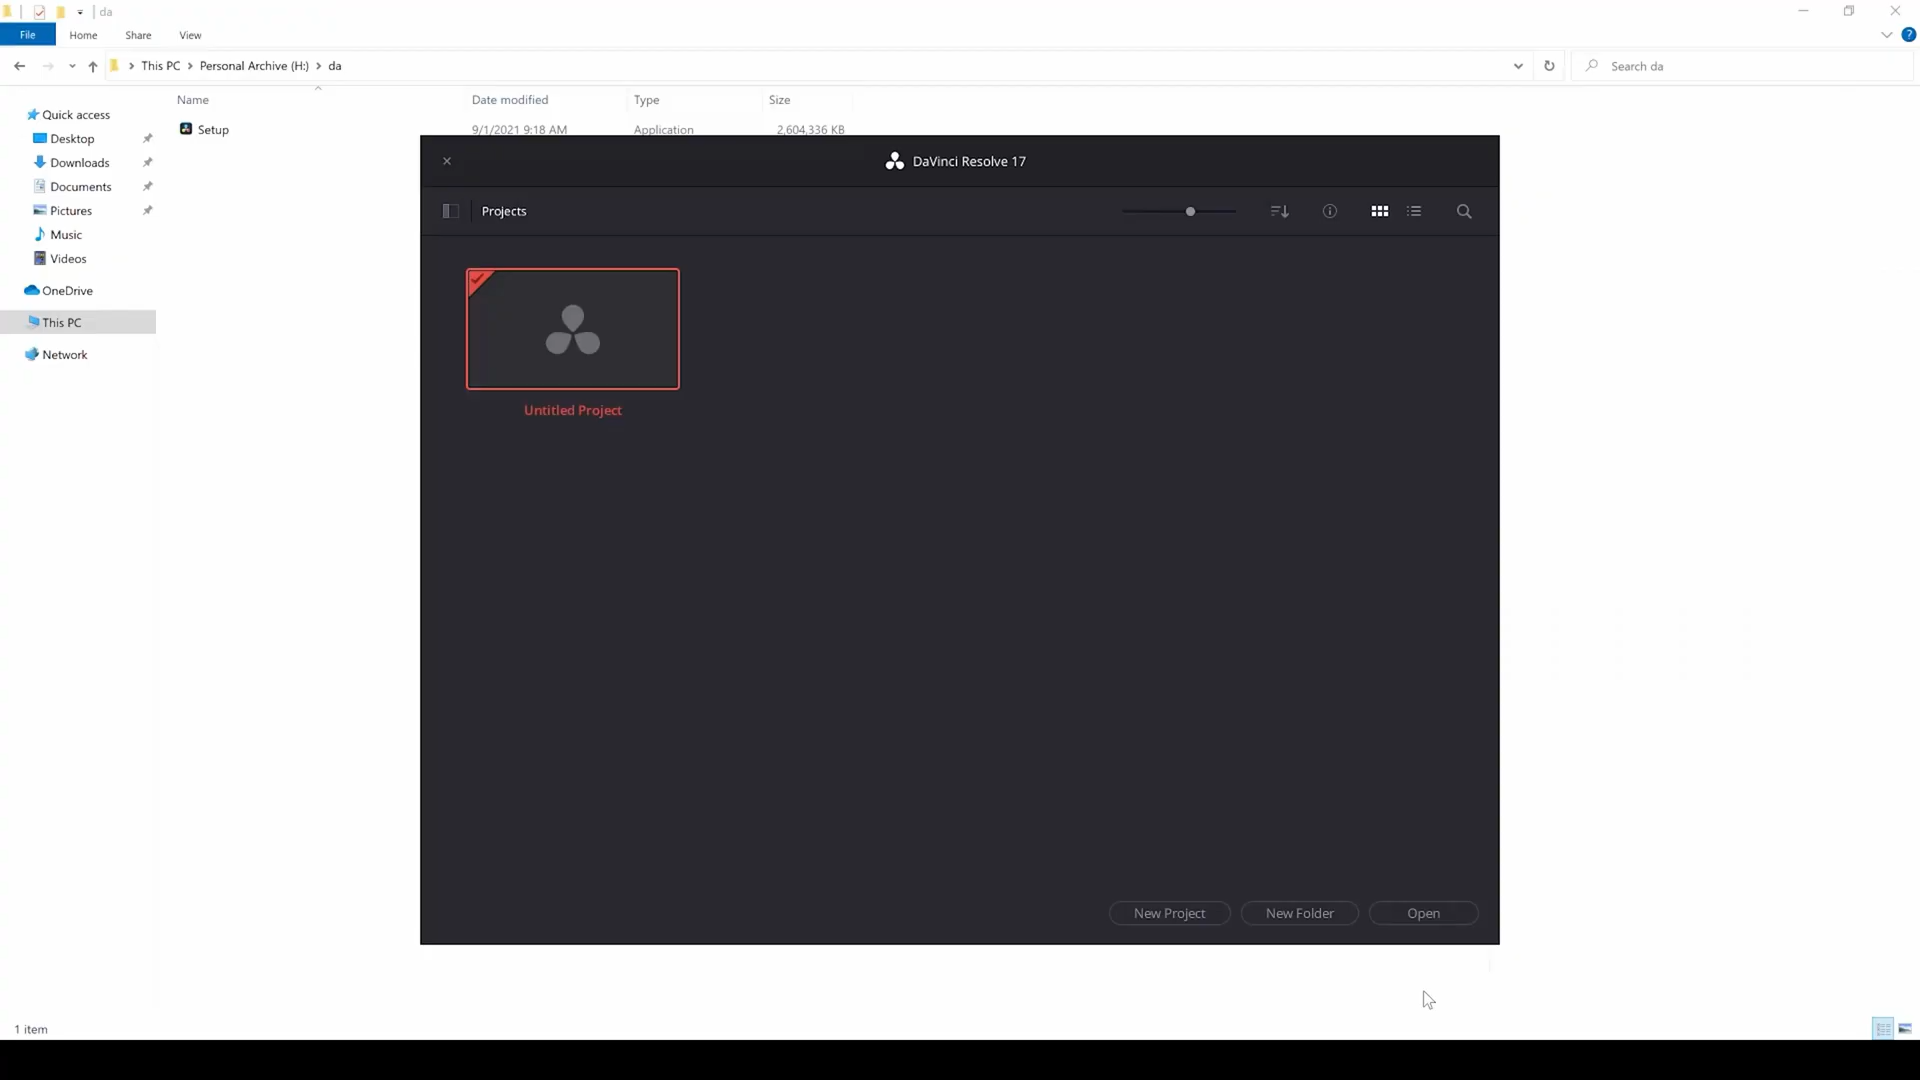 da
File Home Share View
This PC Personal Archive (H:) da
Search da
Name Date modified Type Size
Setup 9/1/2021 9:18 AM Application 2,604,336 KB
Quick access
Desktop
Downloads
Documents
Pictures
Music
Videos
OneDrive
This PC
Network
DaVinci Resolve 17
Projects
Untitled Project
New Project New Folder Open
1 item